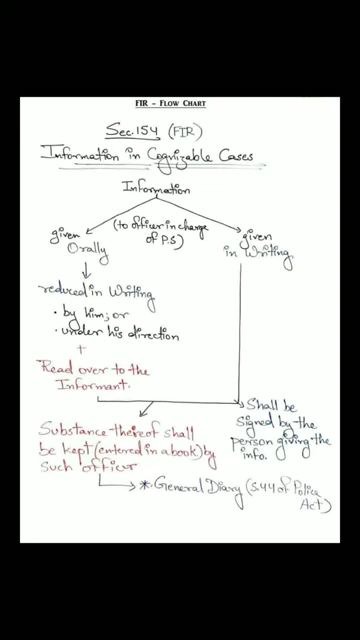 FIR - FLOW CHART
Sec.154 (FIR)
Information in Cognizable Cases
Information
given
Orally
(to officer in charge
of P.S)
given
in Writing
reduced in Writing
• by him; or
• under his direction
+
Read over to the
Informant.
Shall be
signed by the
person giving the
info.
Substance thereof shall
be kept (entered in a book) by
such officer
* General Diary (S.44 of Police
Act)